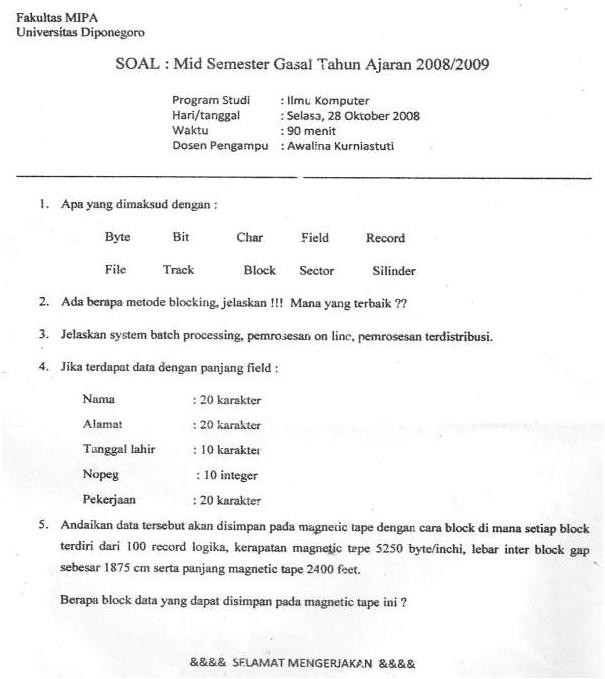 Fakultas MIPA
Universitas Diponegoro
SOAL : Mid Semester Gasal Tahun Ajaran 2008/2009
Program Studi : Ilmu Komputer
Hari/tanggal : Selasa, 28 Oktober 2008
Waktu : 90 menit
Dosen Pengampu : Awalina Kurniastuti
1. Apa yang dimaksud dengan :
Byte Bit Char Field Record
File Track Block Sector Silinder
2. Ada berapa metode blocking, jelaskan !!! Mana yang terbaik ??
3. Jelaskan system batch processing, pemrosesan on line, pemrosesan terdistribusi.
4. Jika terdapat data dengan panjang field :
Nama : 20 karakter
Alamat : 20 karakter
Tanggal lahir : 10 karakter
Nopeg : 10 integer
Pekerjaan : 20 karakter
5. Andaikan data tersebut akan disimpan pada magnetic tape dengan cara block di mana setiap block
terdiri dari 100 record logika, kerapatan magnetic tape 5250 byte/inchi, lebar inter block gap
sebesar 1875 cm serta panjang magnetic tape 2400 feet.
Berapa block data yang dapat disimpan pada magnetic tape ini ?
&&&& SELAMAT MENGERJAKAN &&&&